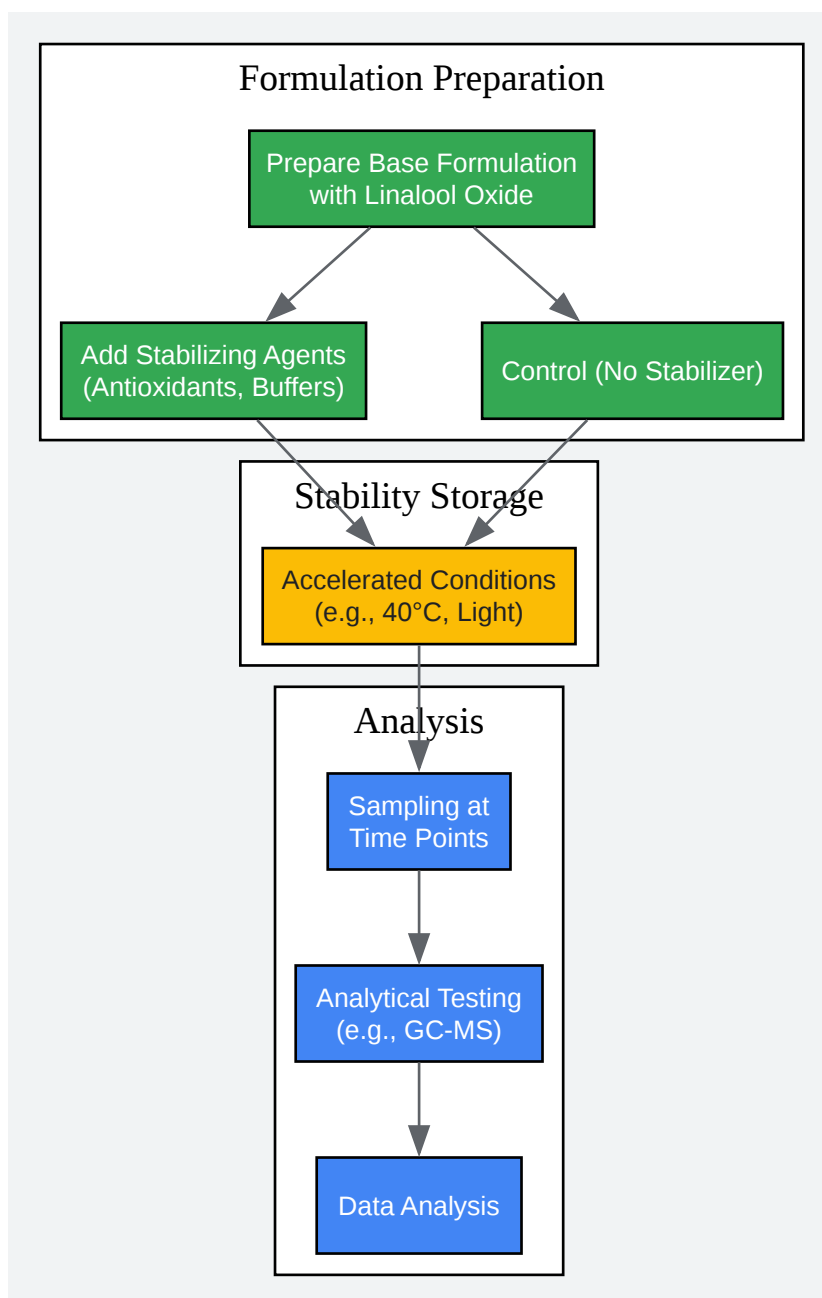 Formulation Preparation
Prepare Base Formulation
with Linalool Oxide
Add Stabilizing Agents
(Antioxidants, Buffers)
Control (No Stabilizer)
Stability Storage
Accelerated Conditions
(e.g., 40°C, Light)
Analysis
Sampling at
Time Points
Analytical Testing
(e.g., GC-MS)
Data Analysis